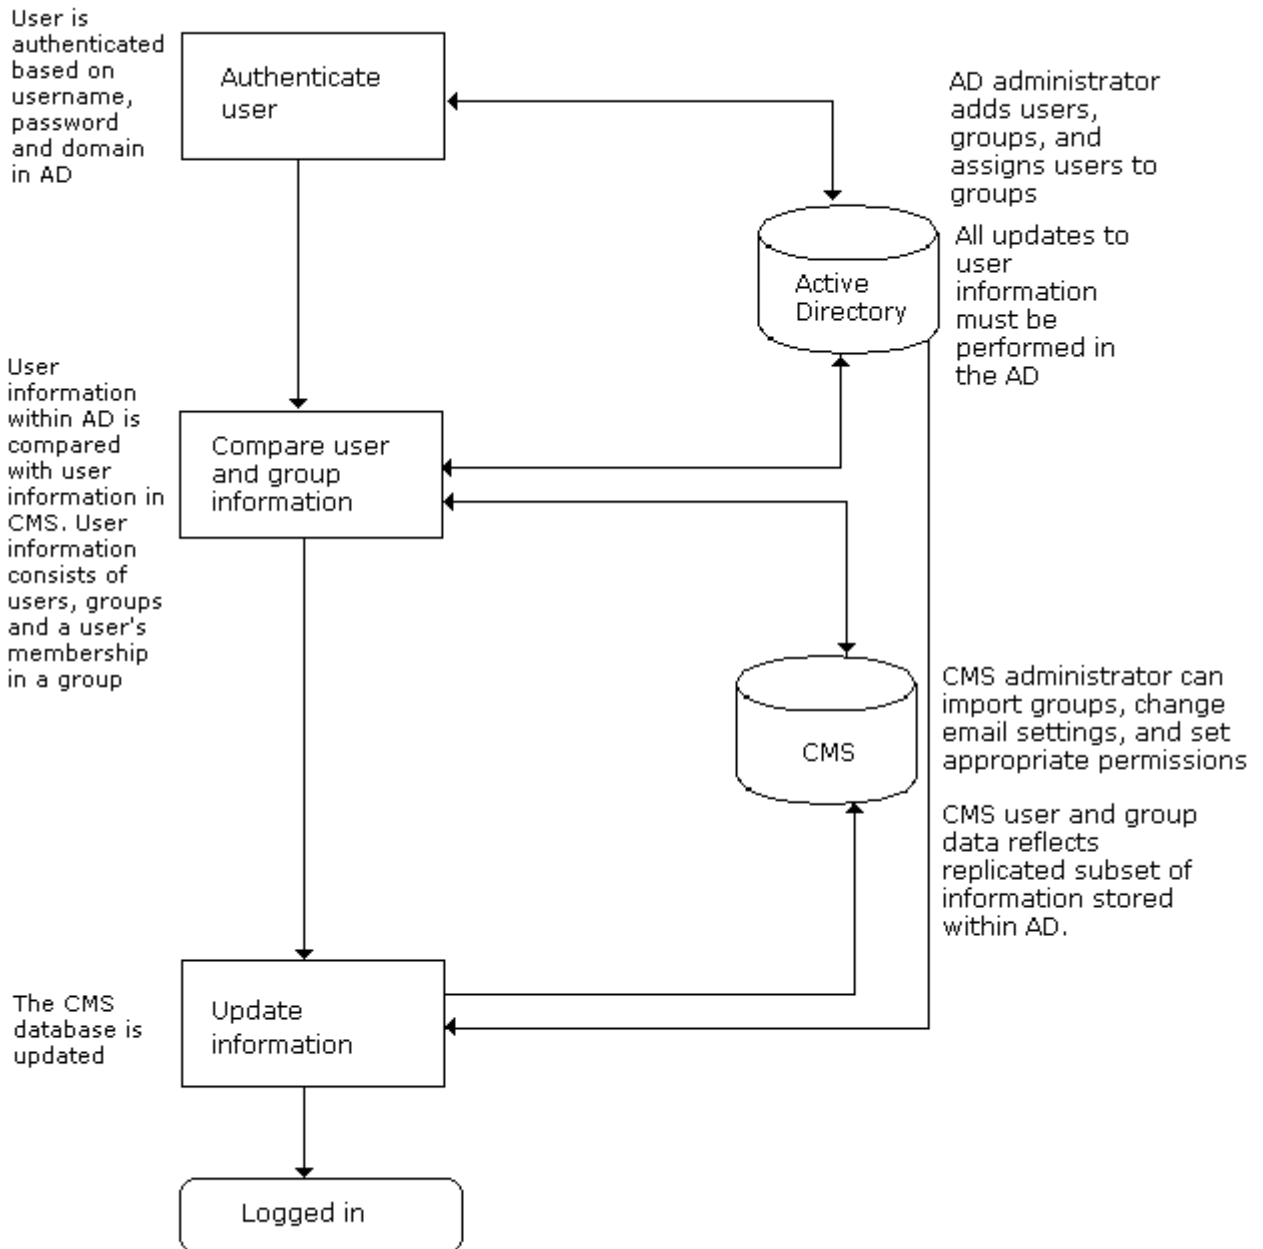 User is
authenticated
based on
username,
password
and domain
in AD
Authenticate
user
AD administrator
adds users,
groups, and
assigns users to
groups
Active
Directory
All updates to
user
information
must be
performed in
the AD
User
information
within AD is
compared
with user
information in
CMS. User
information
consists of
users, groups
and a user's
membership
in a group
Compare user
and group
information
CMS
CMS administrator can
import groups, change
email settings, and set
appropriate permissions
CMS user and group
data reflects
replicated subset of
information stored
within AD.
The CMS
database is
updated
Update
information
Logged in